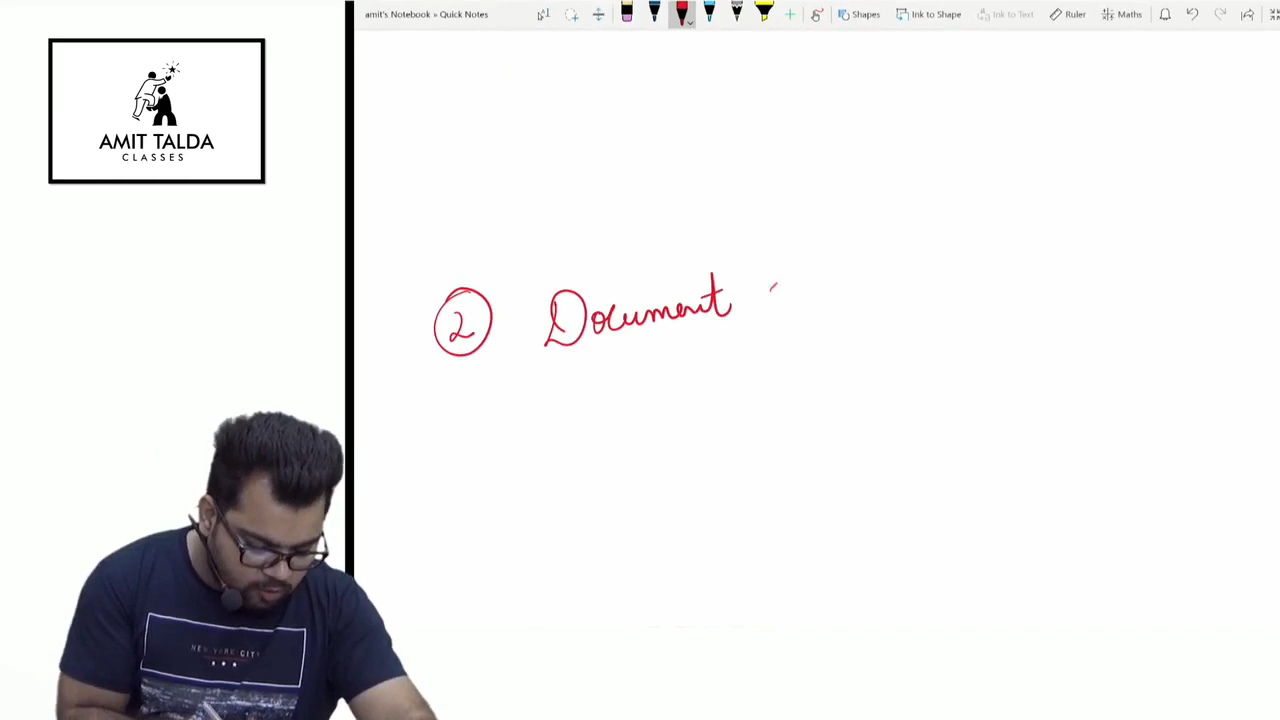 amit's Notebook » Quick Notes
Shapes
Ink to Shape
Ink to Text
Ruler
Maths
AMIT TALDA
CLASSES
2 Document
NEW YORK CITY